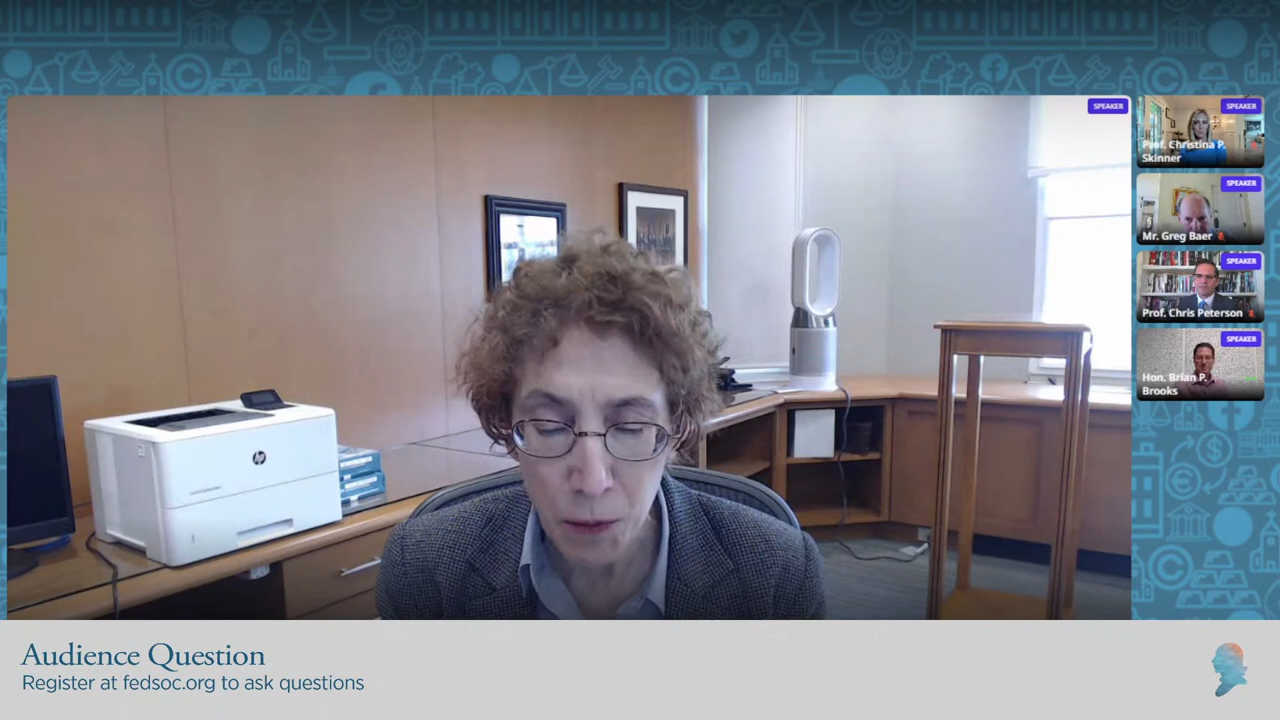 SPEAKER
SPEAKER
Prof. Christina P.
Skinner
SPEAKER
Mr. Greg Baer
SPEAKER
Prof. Chris Peterson
SPEAKER
Hon. Brian P.
Brooks
hp
Audience Question
Register at fedsoc.org to ask questions